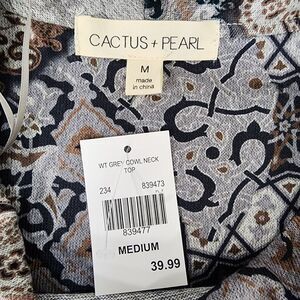 CACTUS + PEARL
M
made
in china
WT GREY COWL NECK
TOP
234 839473
839477
MEDIUM
39.99